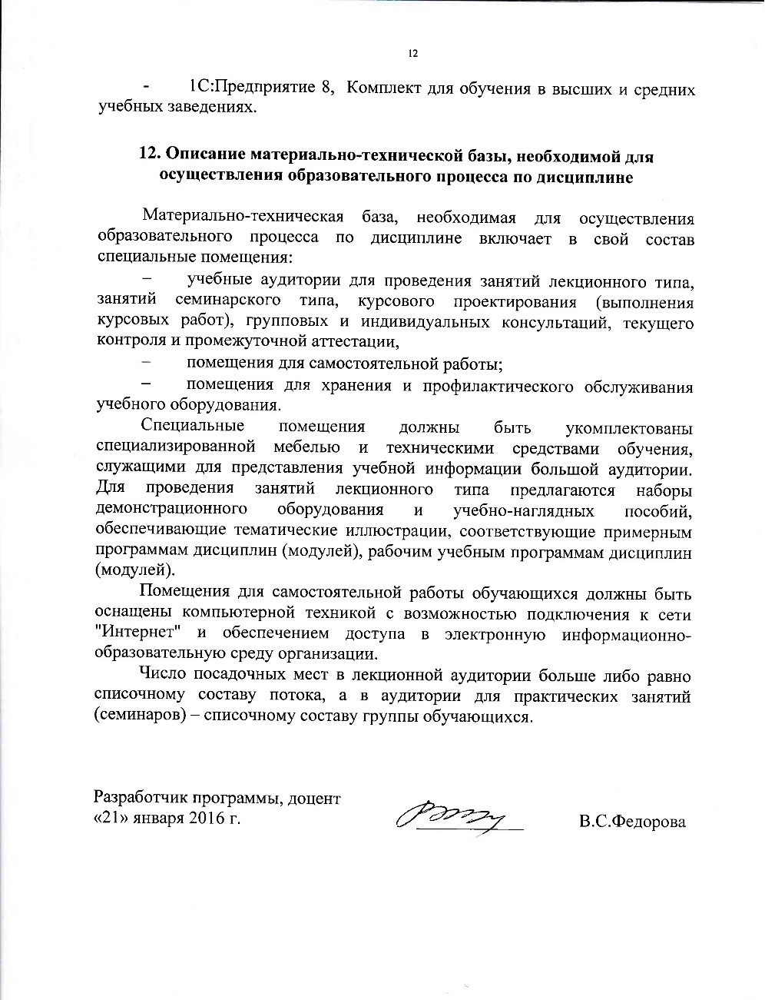 12
- 1С:Предприятие 8, Комплект для обучения в высших и средних
учебных заведениях.
12. Описание материально-технической базы, необходимой для
осуществления образовательного процесса по дисциплине
Материально-техническая база, необходимая для осуществления
образовательного процесса по дисциплине включает в свой состав
специальные помещения:
– учебные аудитории для проведения занятий лекционного типа,
занятий семинарского типа, курсового проектирования (выполнения
курсовых работ), групповых и индивидуальных консультаций, текущего
контроля и промежуточной аттестации,
– помещения для самостоятельной работы;
– помещения для хранения и профилактического обслуживания
учебного оборудования.
Специальные помещения должны быть укомплектованы
специализированной мебелью и техническими средствами обучения,
служащими для представления учебной информации большой аудитории.
Для проведения занятий лекционного типа предлагаются наборы
демонстрационного оборудования и учебно-наглядных пособий,
обеспечивающие тематические иллюстрации, соответствующие примерным
программам дисциплин (модулей), рабочим учебным программам дисциплин
(модулей).
Помещения для самостоятельной работы обучающихся должны быть
оснащены компьютерной техникой с возможностью подключения к сети
"Интернет" и обеспечением доступа в электронную информационно-
образовательную среду организации.
Число посадочных мест в лекционной аудитории больше либо равно
списочному составу потока, а в аудитории для практических занятий
(семинаров) – списочному составу группы обучающихся.
Разработчик программы, доцент
«21» января 2016 г.
В.С.Федорова